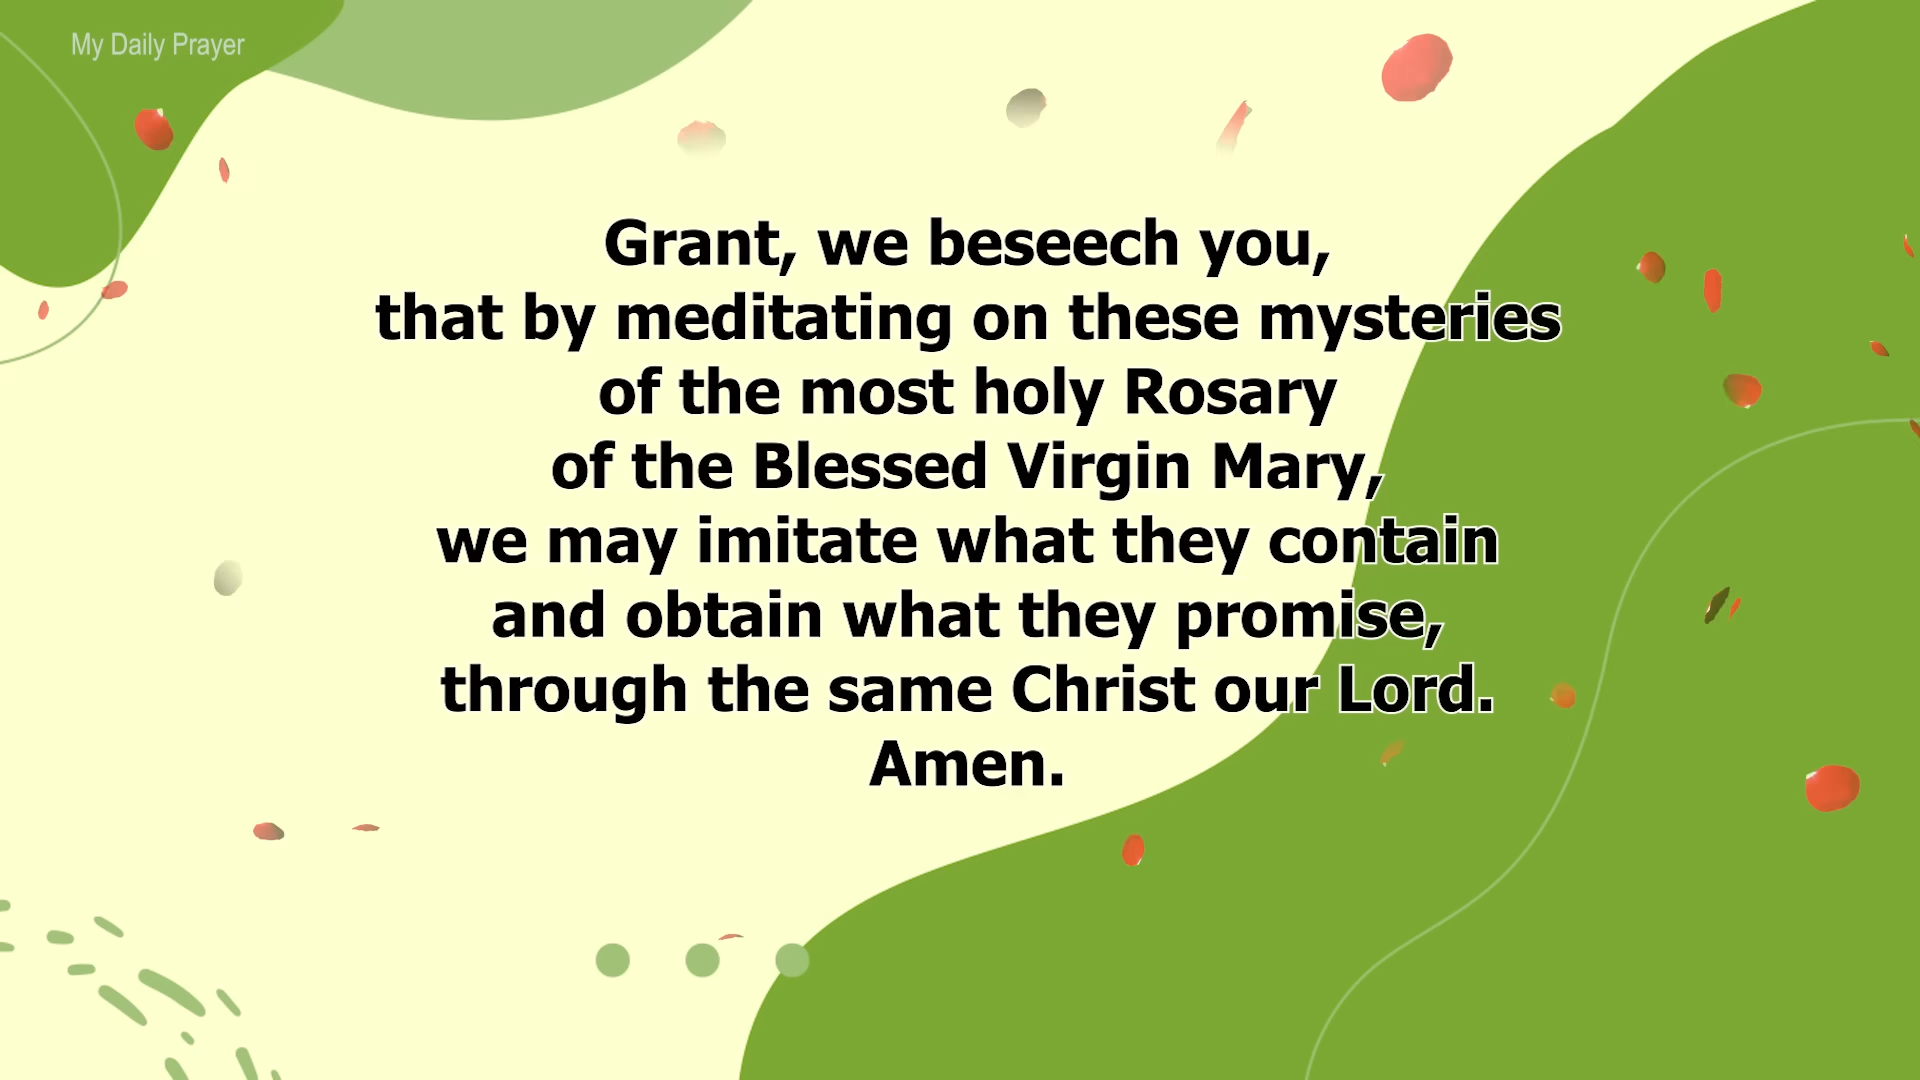 My Daily Prayer
Grant, we beseech you,
that by meditating on these mysteries
of the most holy Rosary
of the Blessed Virgin Mary,
we may imitate what they contain
and obtain what they promise,
through the same Christ our Lord.
Amen.